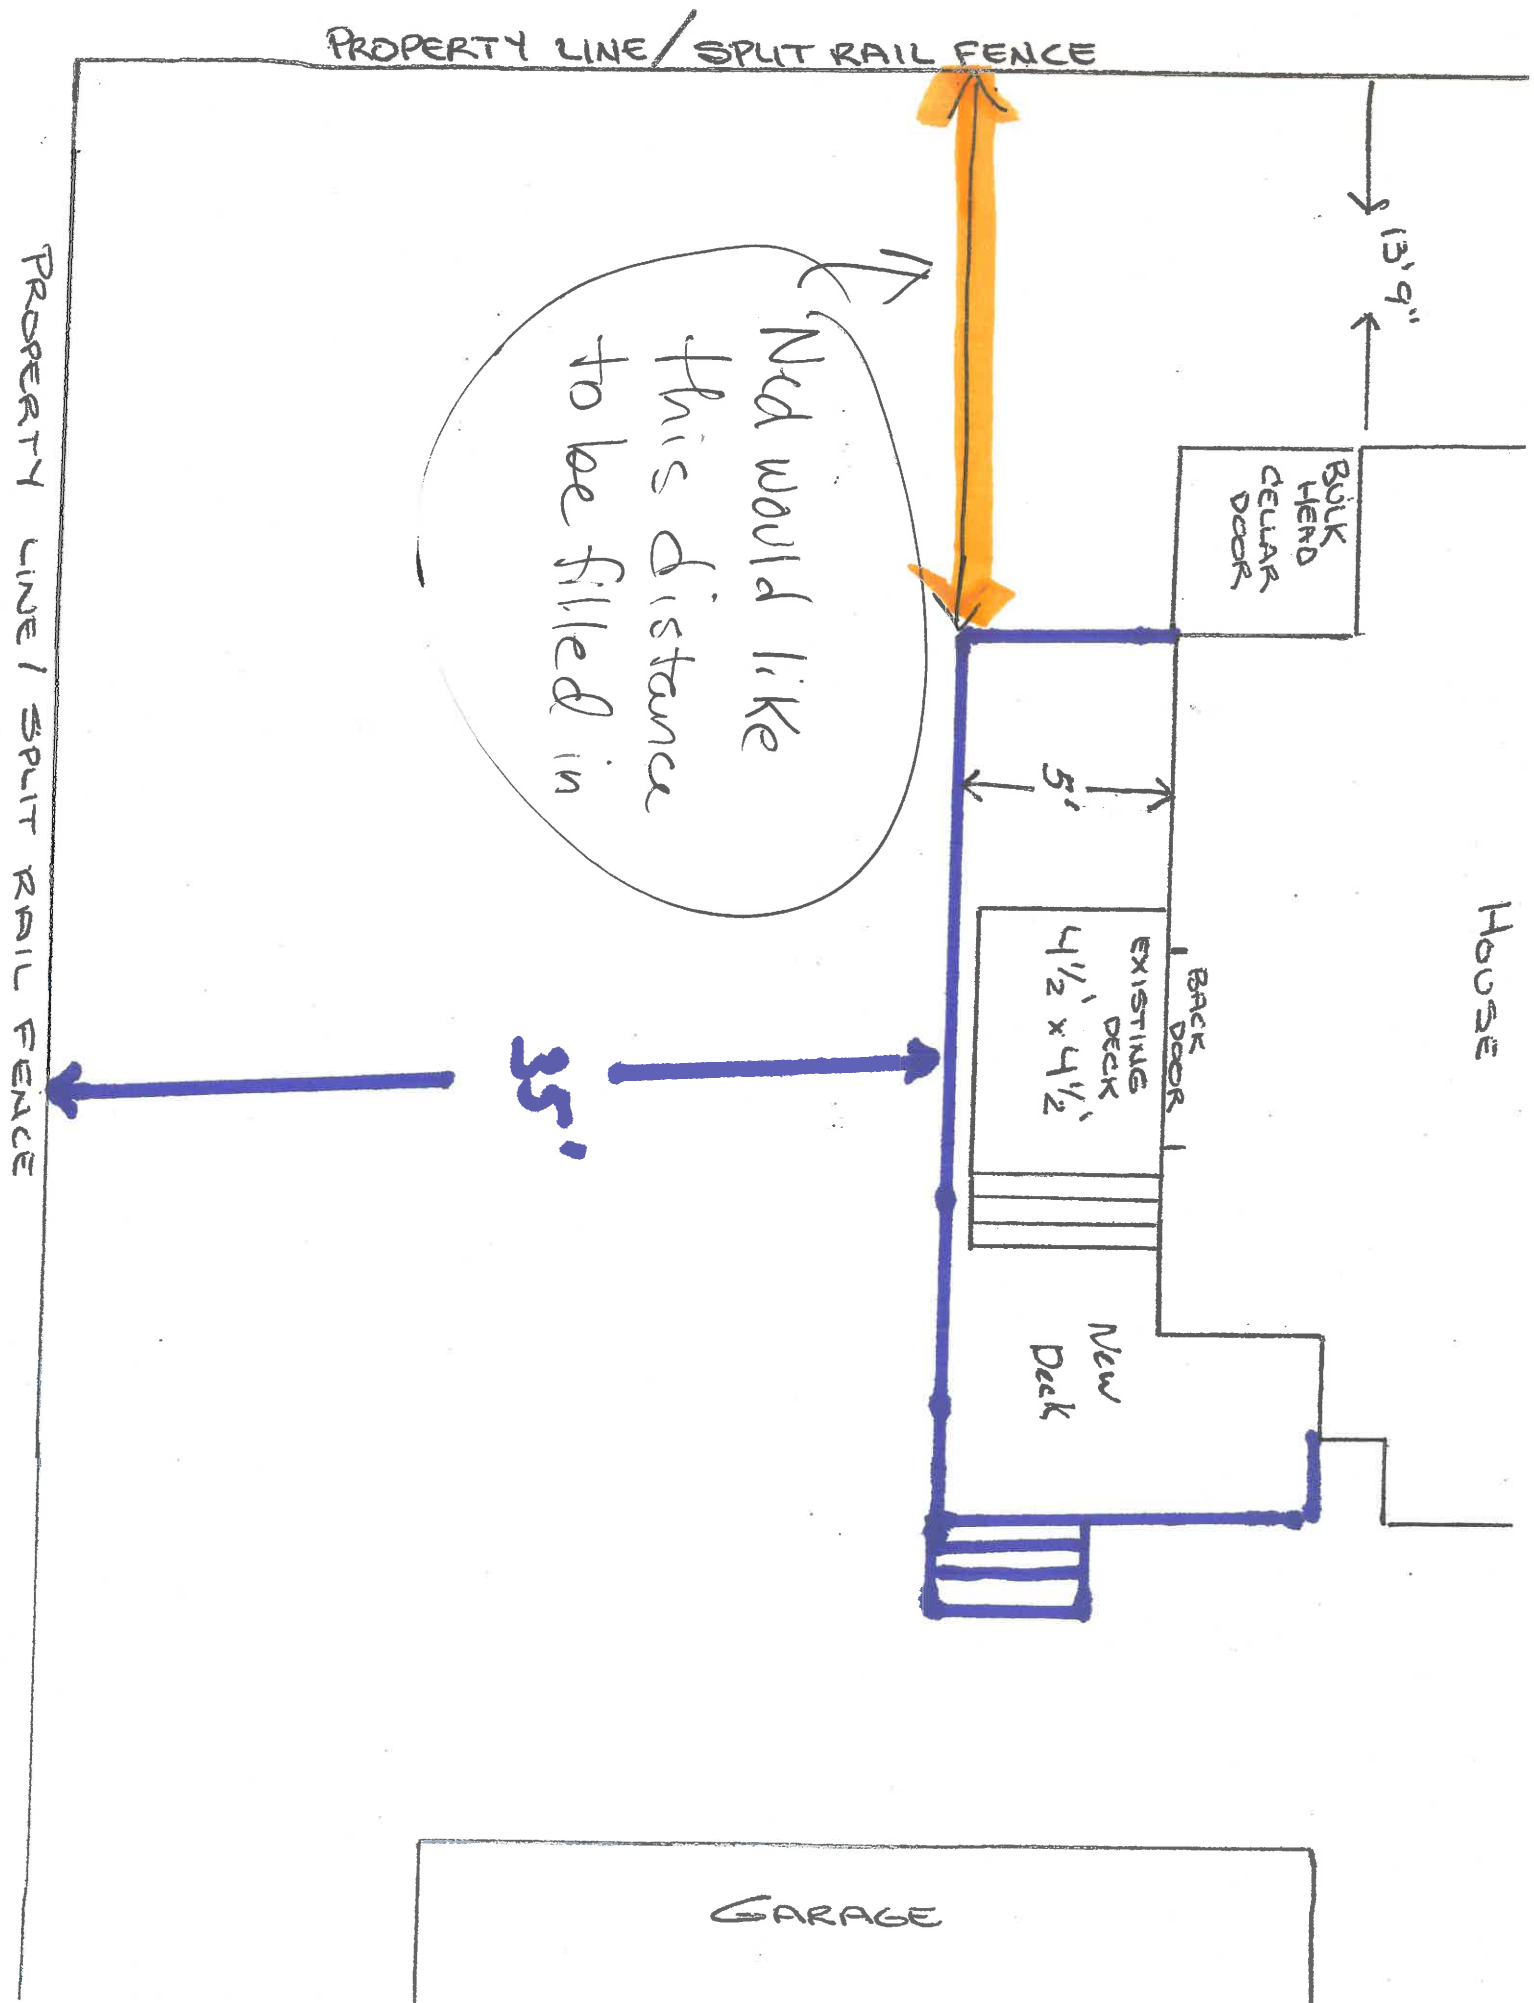 PROPERTY LINE/SPLIT RAIL FENCE
13'9"
BULK
HEAD
CELLAR
DOOR
HOUSE
Ned would like
this distance
to be filled in
5'
BACK
DOOR
EXISTING
DECK
4½' x 4½'
New
Deck
35'
PROPERTY LINE/SPLIT RAIL FENCE
GARAGE